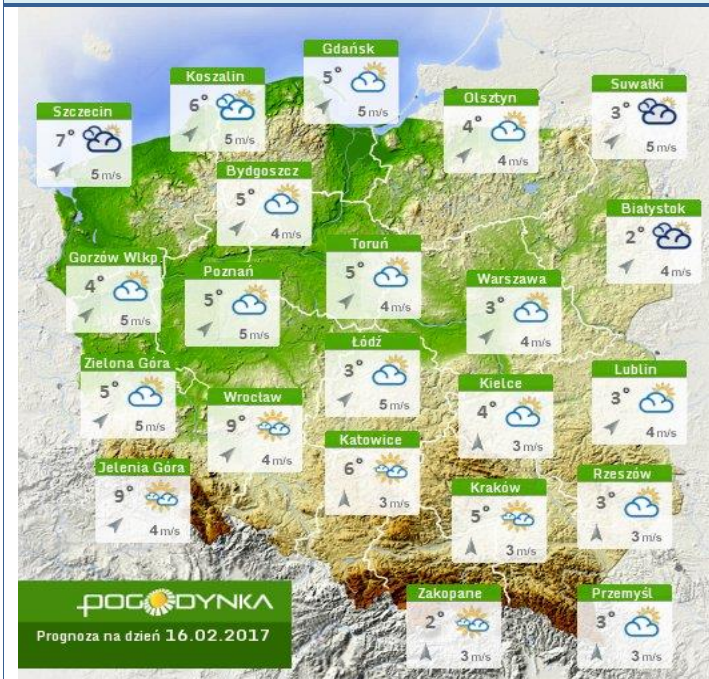 Gdańsk
5°
5 m/s
Koszalin
6°
5 m/s
Suwałki
3°
5 m/s
Olsztyn
4°
4 m/s
Szczecin
7°
5 m/s
Bydgoszcz
5°
4 m/s
Białystok
2°
4 m/s
Toruń
5°
4 m/s
Gorzów Wlkp
4°
5 m/s
Poznań
5°
5 m/s
Warszawa
3°
4 m/s
Łódź
3°
5 m/s
Zielona Góra
5°
5 m/s
Lublin
3°
4 m/s
Kielce
4°
3 m/s
Wrocław
9°
4 m/s
Katowice
6°
3 m/s
Jelenia Góra
9°
4 m/s
Rzeszów
3°
3 m/s
Kraków
5°
3 m/s
Zakopane
2°
3 m/s
Przemyśl
3°
3 m/s
POGODYNKA
Prognoza na dzień 16.02.2017